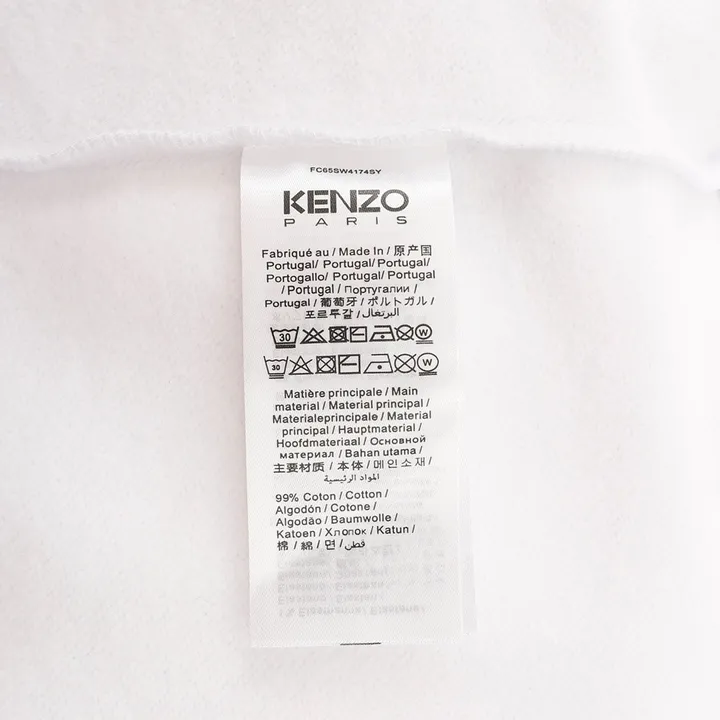 FC65SW4174SY
KENZO
PARIS
Fabriqué au / Made In / 原产国
Portugal/ Portugal/ Portugal/
Portogallo/ Portugal/ Portugal
/ Portugal / Португалии /
Portugal / 葡萄牙 / ポルトガル /
포르투갈 / البرتغال/
30 W
30 W
Matière principale / Main
material / Material principal /
Materialeprincipale / Material
principal / Hauptmaterial /
Hoofdmateriaal / Основной
материал / Bahan utama /
主要材质 / 本体 / 메인소재 /
المواد الرئيسية
99% Coton / Cotton /
Algodón / Cotone /
Algodão / Baumwolle /
Katoen / Хлопок / Katun /
棉 / 綿 / 면 / قطن